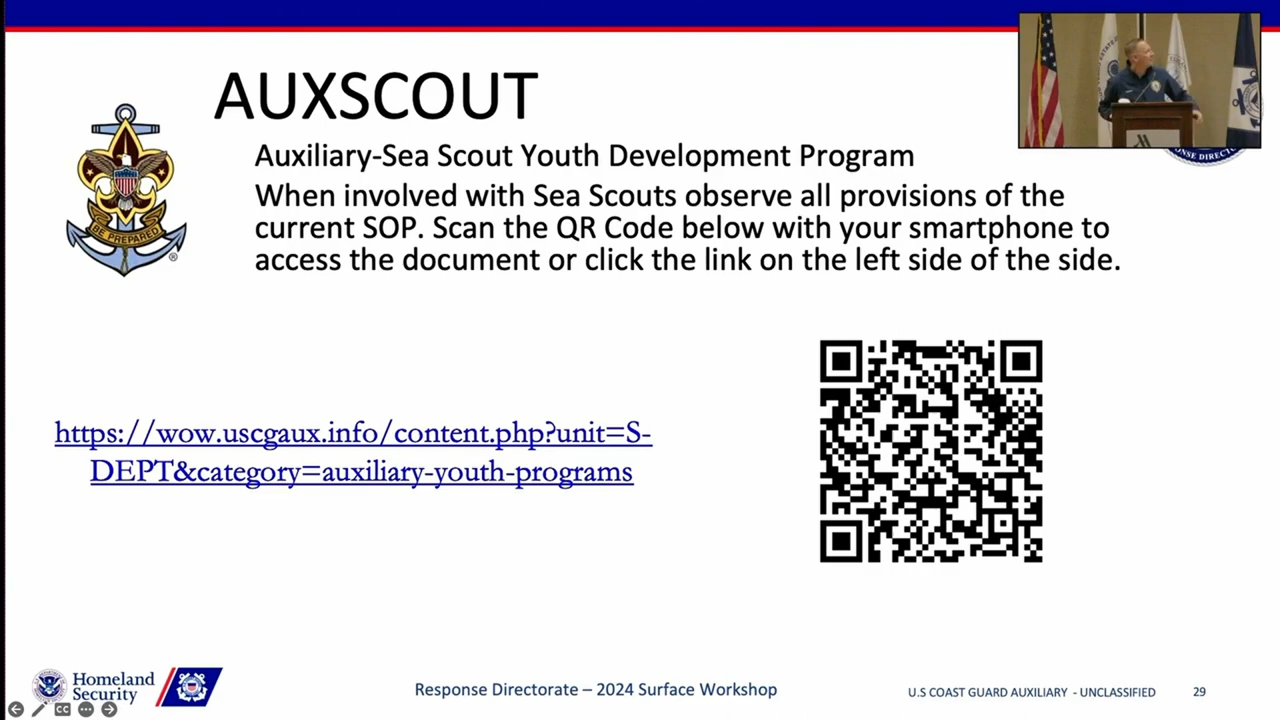 AUXSCOUT
Auxiliary-Sea Scout Youth Development Program
When involved with Sea Scouts observe all provisions of the
current SOP. Scan the QR Code below with your smartphone to
access the document or click the link on the left side of the side.
BE PREPARED
®
https://wow.uscgaux.info/content.php?unit=S-
DEPT&category=auxiliary-youth-programs
Homeland
Security
CC
Response Directorate – 2024 Surface Workshop
U.S COAST GUARD AUXILIARY - UNCLASSIFIED
29